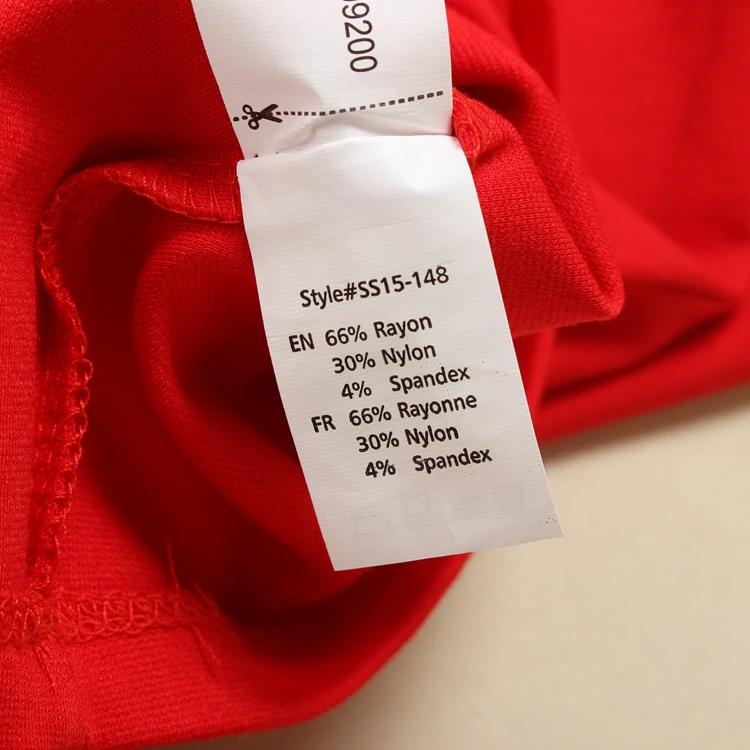 9200
Style#SS15-148
EN 66% Rayon
30% Nylon
4% Spandex
FR 66% Rayonne
30% Nylon
4% Spandex